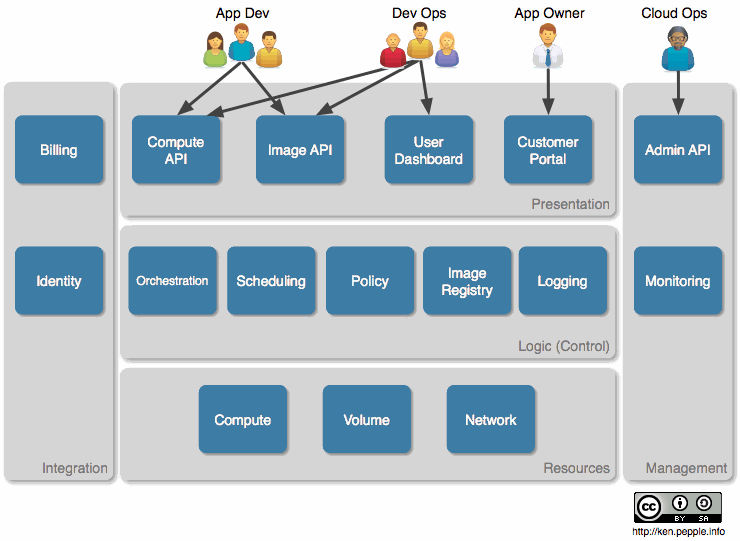 App Dev
Dev Ops
App Owner
Cloud Ops
Billing
Compute
API
Image API
User
Dashboard
Customer
Portal
Admin API
Presentation
Identity
Orchestration
Scheduling
Policy
Image
Registry
Logging
Monitoring
Logic (Control)
Compute
Volume
Network
Integration
Resources
Management
cc
BY SA
http://ken.pepple.info